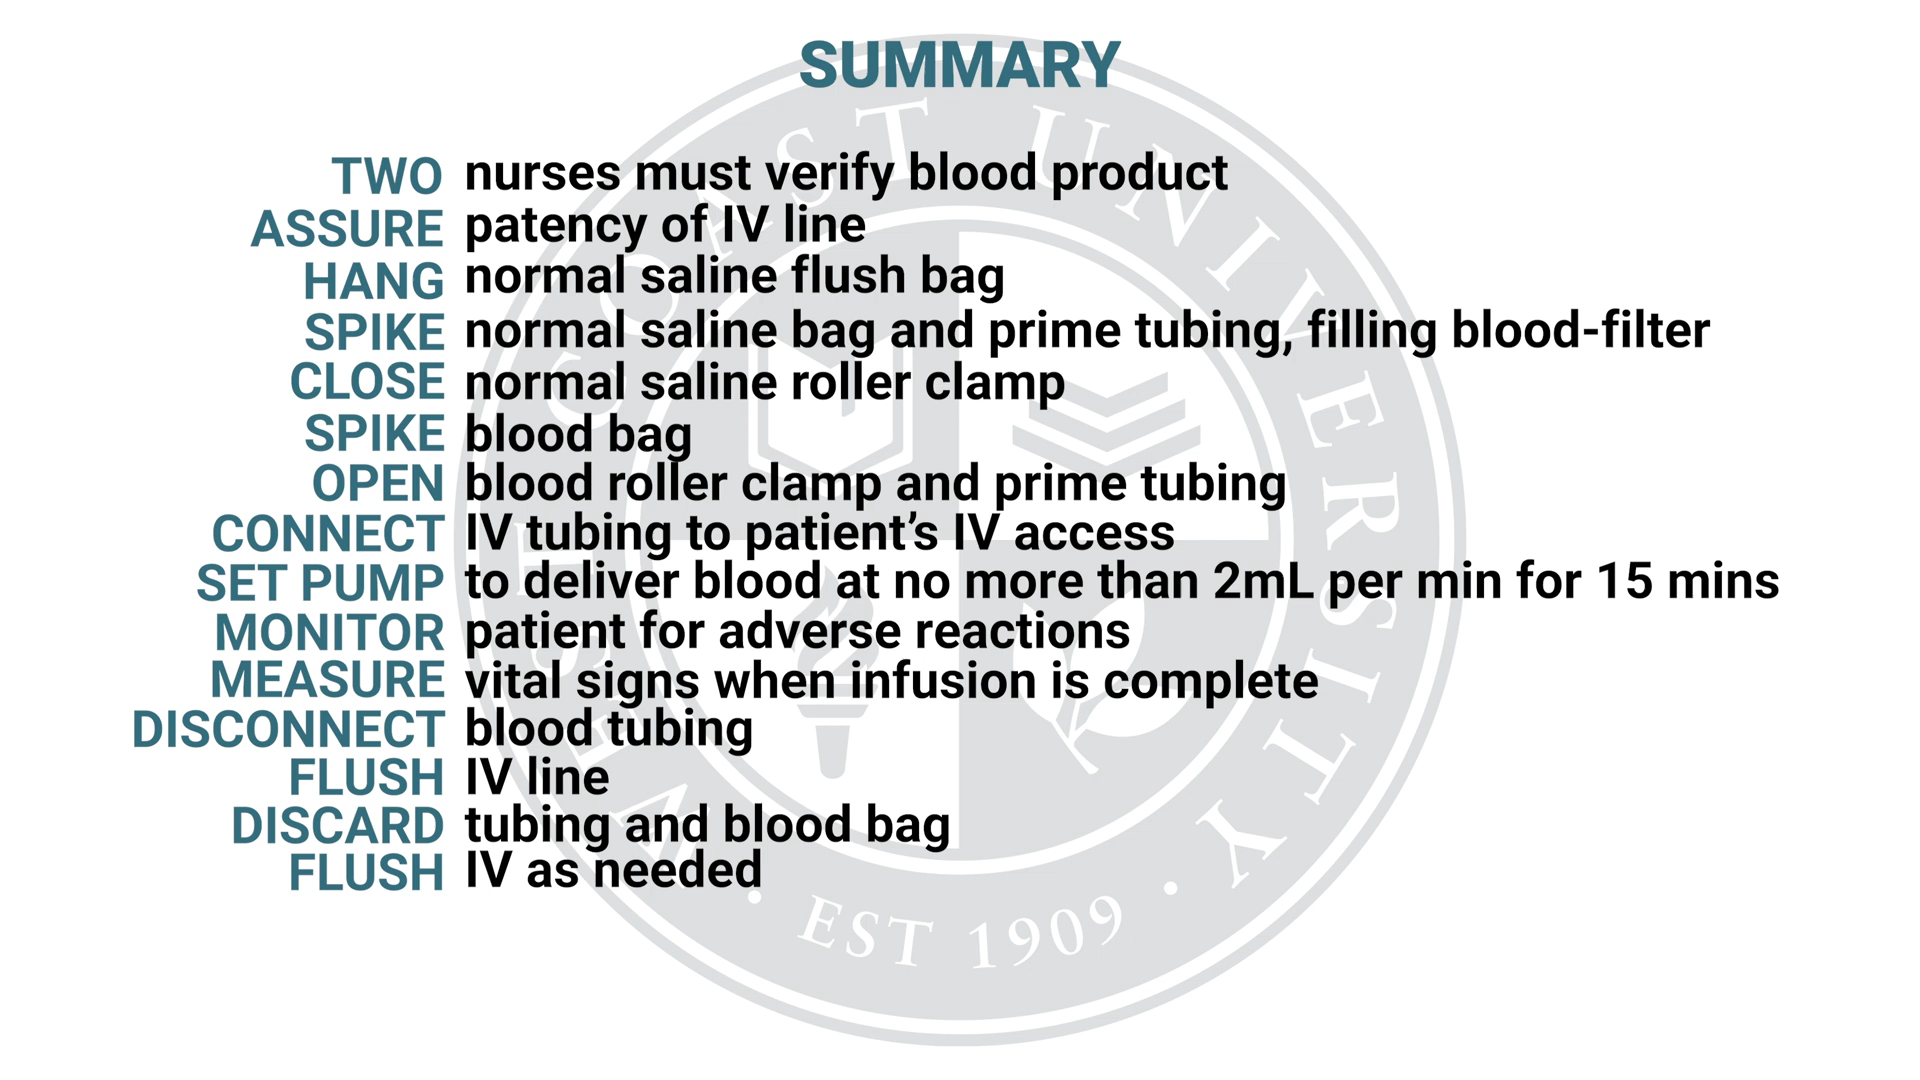 SUMMARY
TWO nurses must verify blood product
ASSURE patency of IV line
HANG normal saline flush bag
SPIKE normal saline bag and prime tubing, filling blood-filter
CLOSE normal saline roller clamp
SPIKE blood bag
OPEN blood roller clamp and prime tubing
CONNECT IV tubing to patient’s IV access
SET PUMP to deliver blood at no more than 2mL per min for 15 mins
MONITOR patient for adverse reactions
MEASURE vital signs when infusion is complete
DISCONNECT blood tubing
FLUSH IV line
DISCARD tubing and blood bag
FLUSH IV as needed
WEST COAST UNIVERSITY
• EST 1909 •